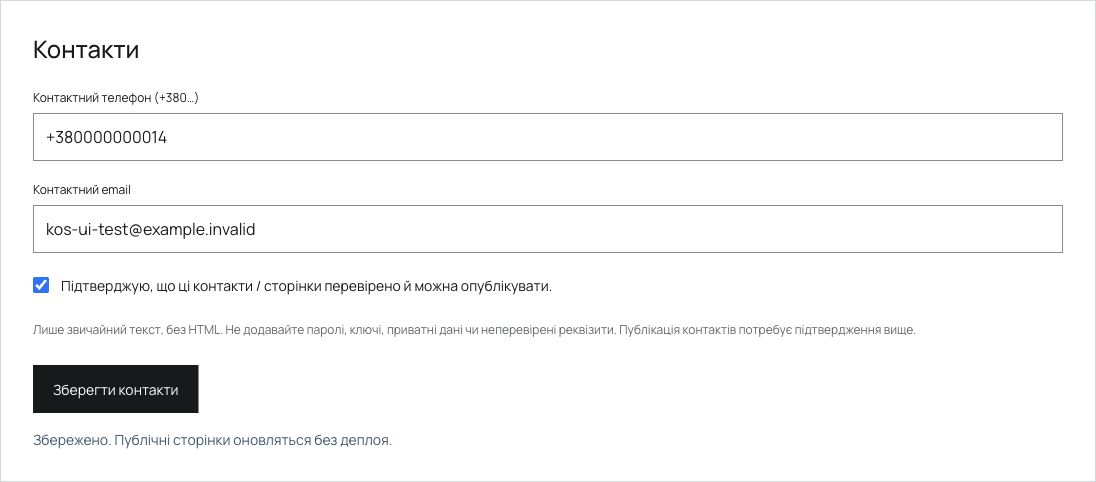 Контакти
Контактний телефон (+380…)
+380000000014
Контактний email
kos-ui-test@example.invalid
Підтверджую, що ці контакти / сторінки перевірено й можна опублікувати.
Лише звичайний текст, без HTML. Не додавайте паролі, ключі, приватні дані чи неперевірені реквізити. Публікація контактів потребує підтвердження вище.
Зберегти контакти
Збережено. Публічні сторінки оновляться без деплоя.